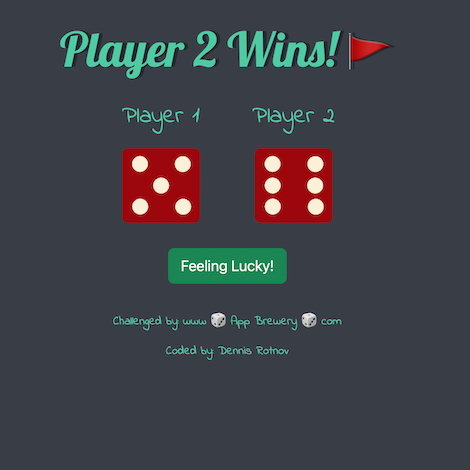 Player 2 Wins!
Player 1 Player 2
Feeling Lucky!
Challenged by: www App Brewery com
Coded by: Dennis Rotnov